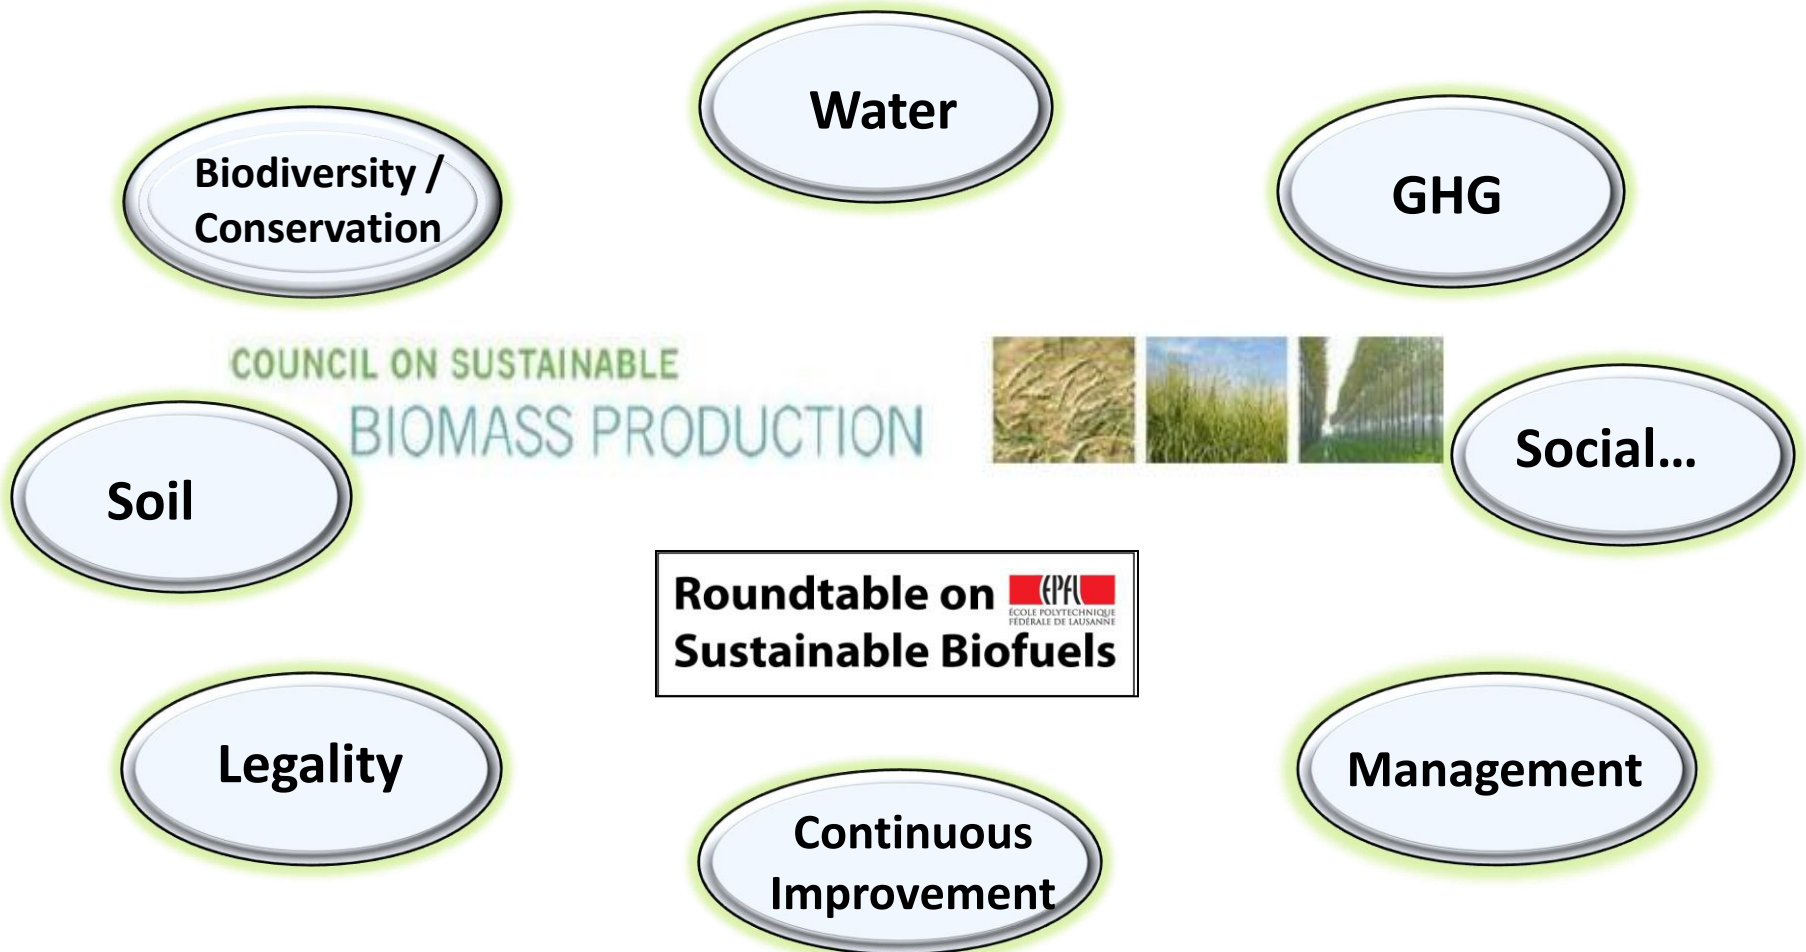 Water
Biodiversity /
Conservation
GHG
COUNCIL ON SUSTAINABLE
BIOMASS PRODUCTION
Social...
Soil
Roundtable on EPFL
ÉCOLE POLYTECHNIQUE
FÉDÉRALE DE LAUSANNE
Sustainable Biofuels
Legality
Management
Continuous
Improvement